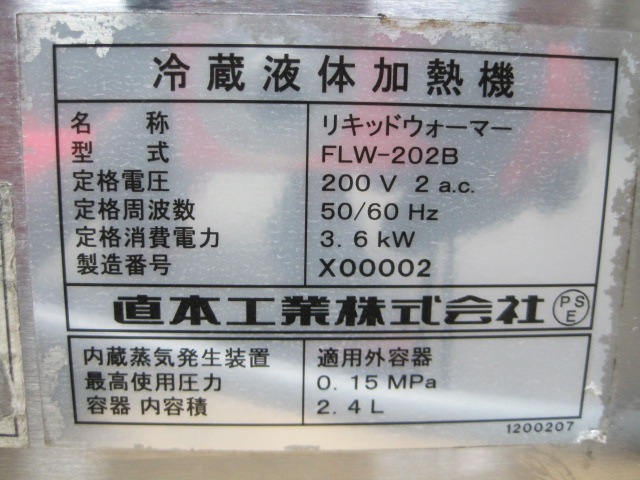 冷蔵液体加熱機
名 称 リキッドウォーマー
型 式 FLW-202B
定格電圧 200 V 2 a.c.
定格周波数 50/60 Hz
定格消費電力 3.6 kW
製造番号 X00002
直本工業株式会社 PSE
内蔵蒸気発生装置 適用外容器
最高使用圧力 0.15 MPa
容器 内容積 2.4 L
1200207